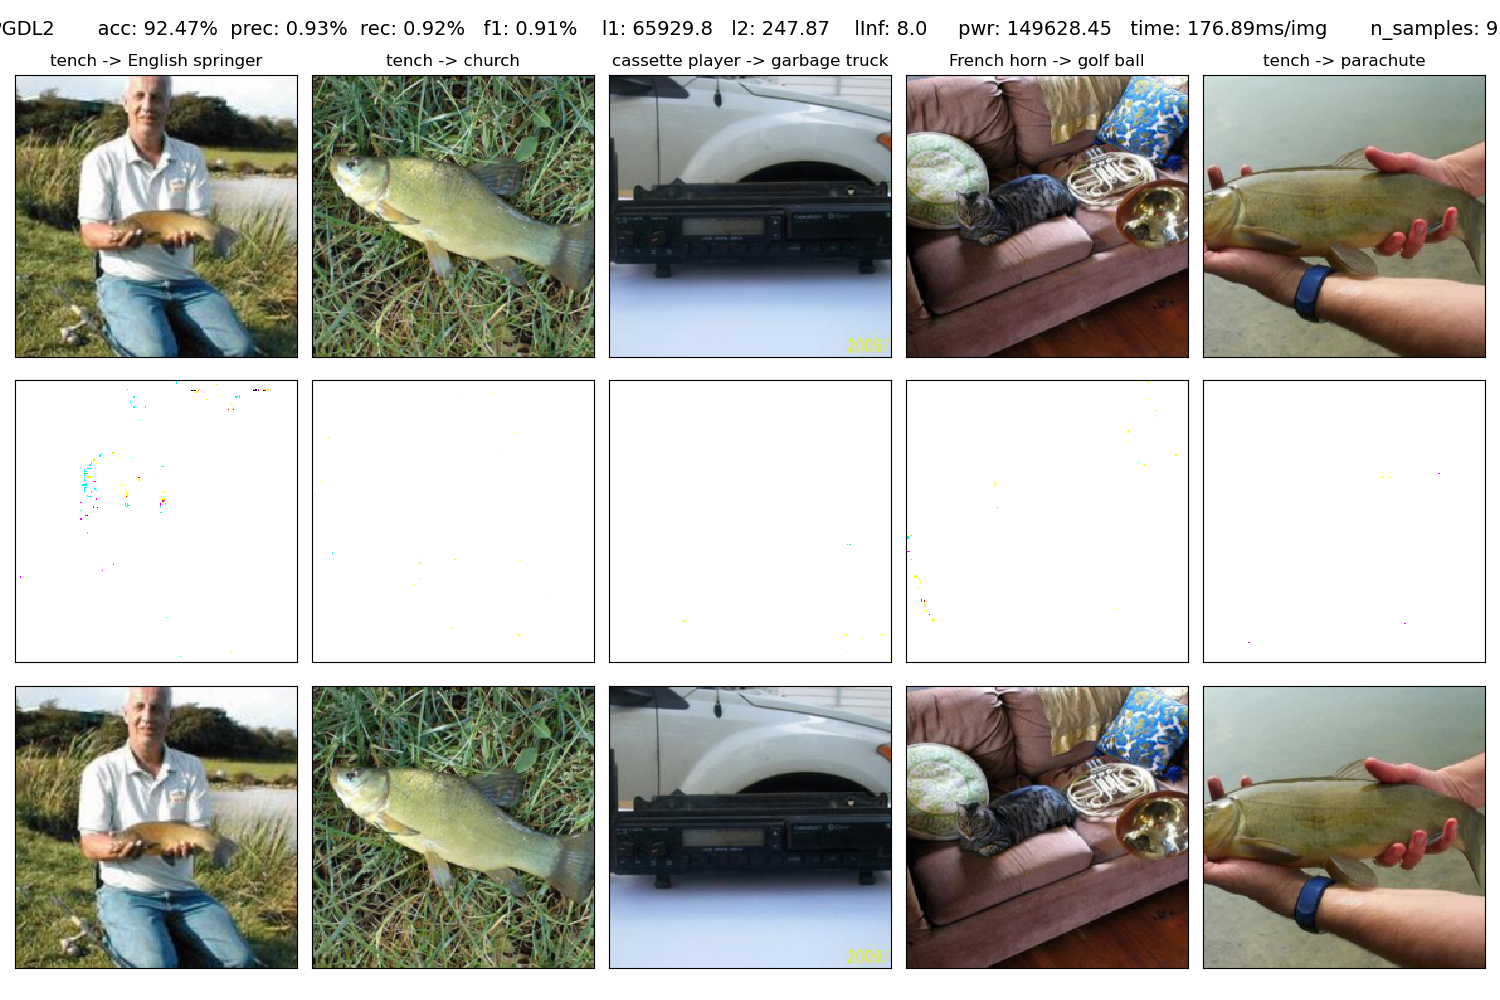 PGDL2 acc: 92.47% prec: 0.93% rec: 0.92% f1: 0.91% l1: 65929.8 l2: 247.87 lInf: 8.0 pwr: 149628.45 time: 176.89ms/img n_samples: 9.
tench -> English springer
tench -> church
cassette player -> garbage truck
French horn -> golf ball
tench -> parachute
2009/
2009/